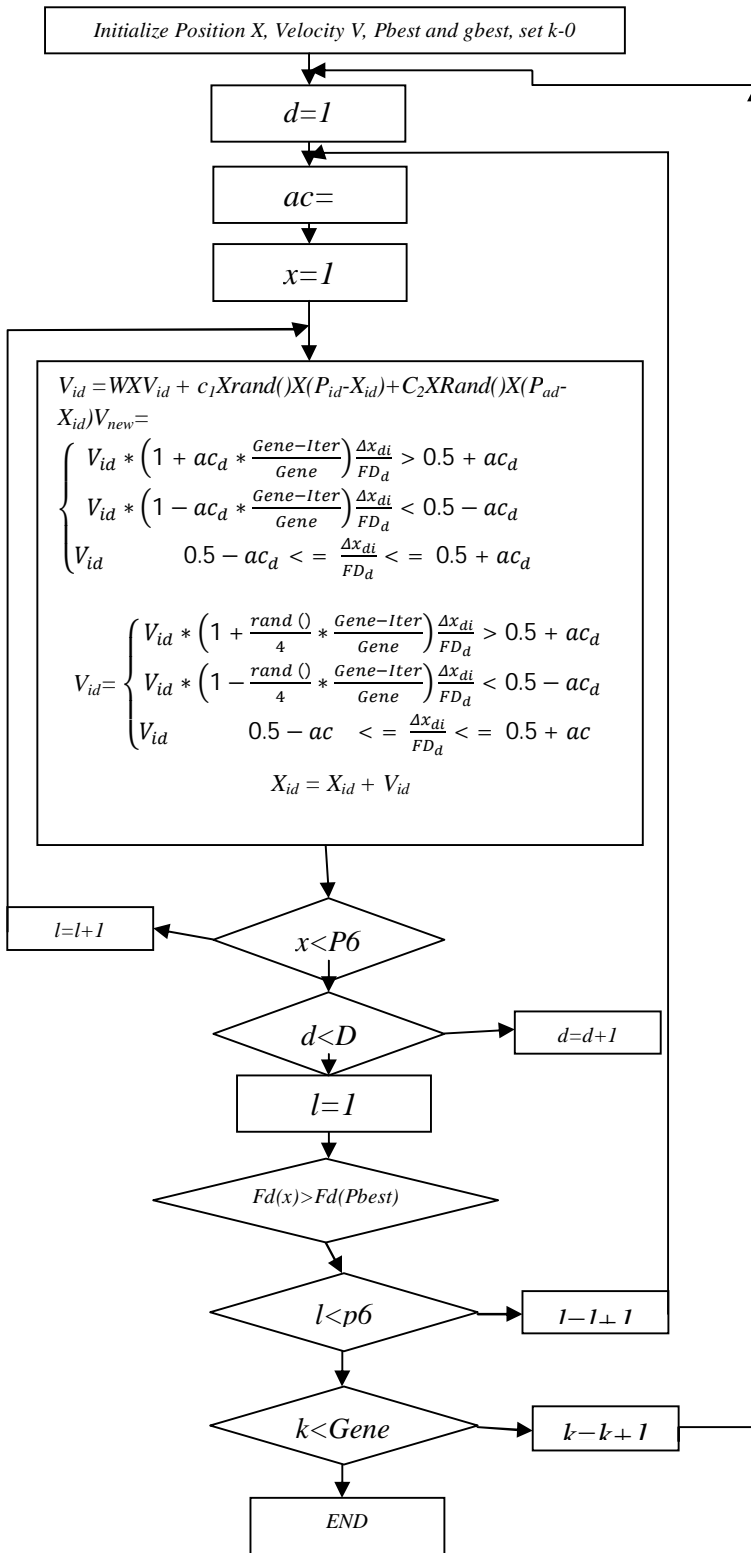 Initialize Position X, Velocity V, Pbest and gbest, set k-0
d=1
ac=
x=1
V_id =WXV_id + c_1Xrand()X(P_id-X_id)+C_2XRand()X(P_ad-
X_id)V_new=
V_id * (1 + ac_d * Gene−Iter/Gene) Δx_di/FD_d > 0.5 + ac_d
V_id * (1 − ac_d * Gene−Iter/Gene) Δx_di/FD_d < 0.5 − ac_d
V_id 0.5 − ac_d < = Δx_di/FD_d < = 0.5 + ac_d
V_id * (1 + rand ()/4 * Gene−Iter/Gene) Δx_di/FD_d > 0.5 + ac_d
V_id= V_id * (1 − rand ()/4 * Gene−Iter/Gene) Δx_di/FD_d < 0.5 − ac_d
V_id 0.5 − ac < = Δx_di/FD_d < = 0.5 + ac
X_id = X_id + V_id
x<P6
l=l+1
d<D
d=d+1
l=1
Fd(x)>Fd(Pbest)
l<p6
l−l+1
k<Gene
k−k+1
END